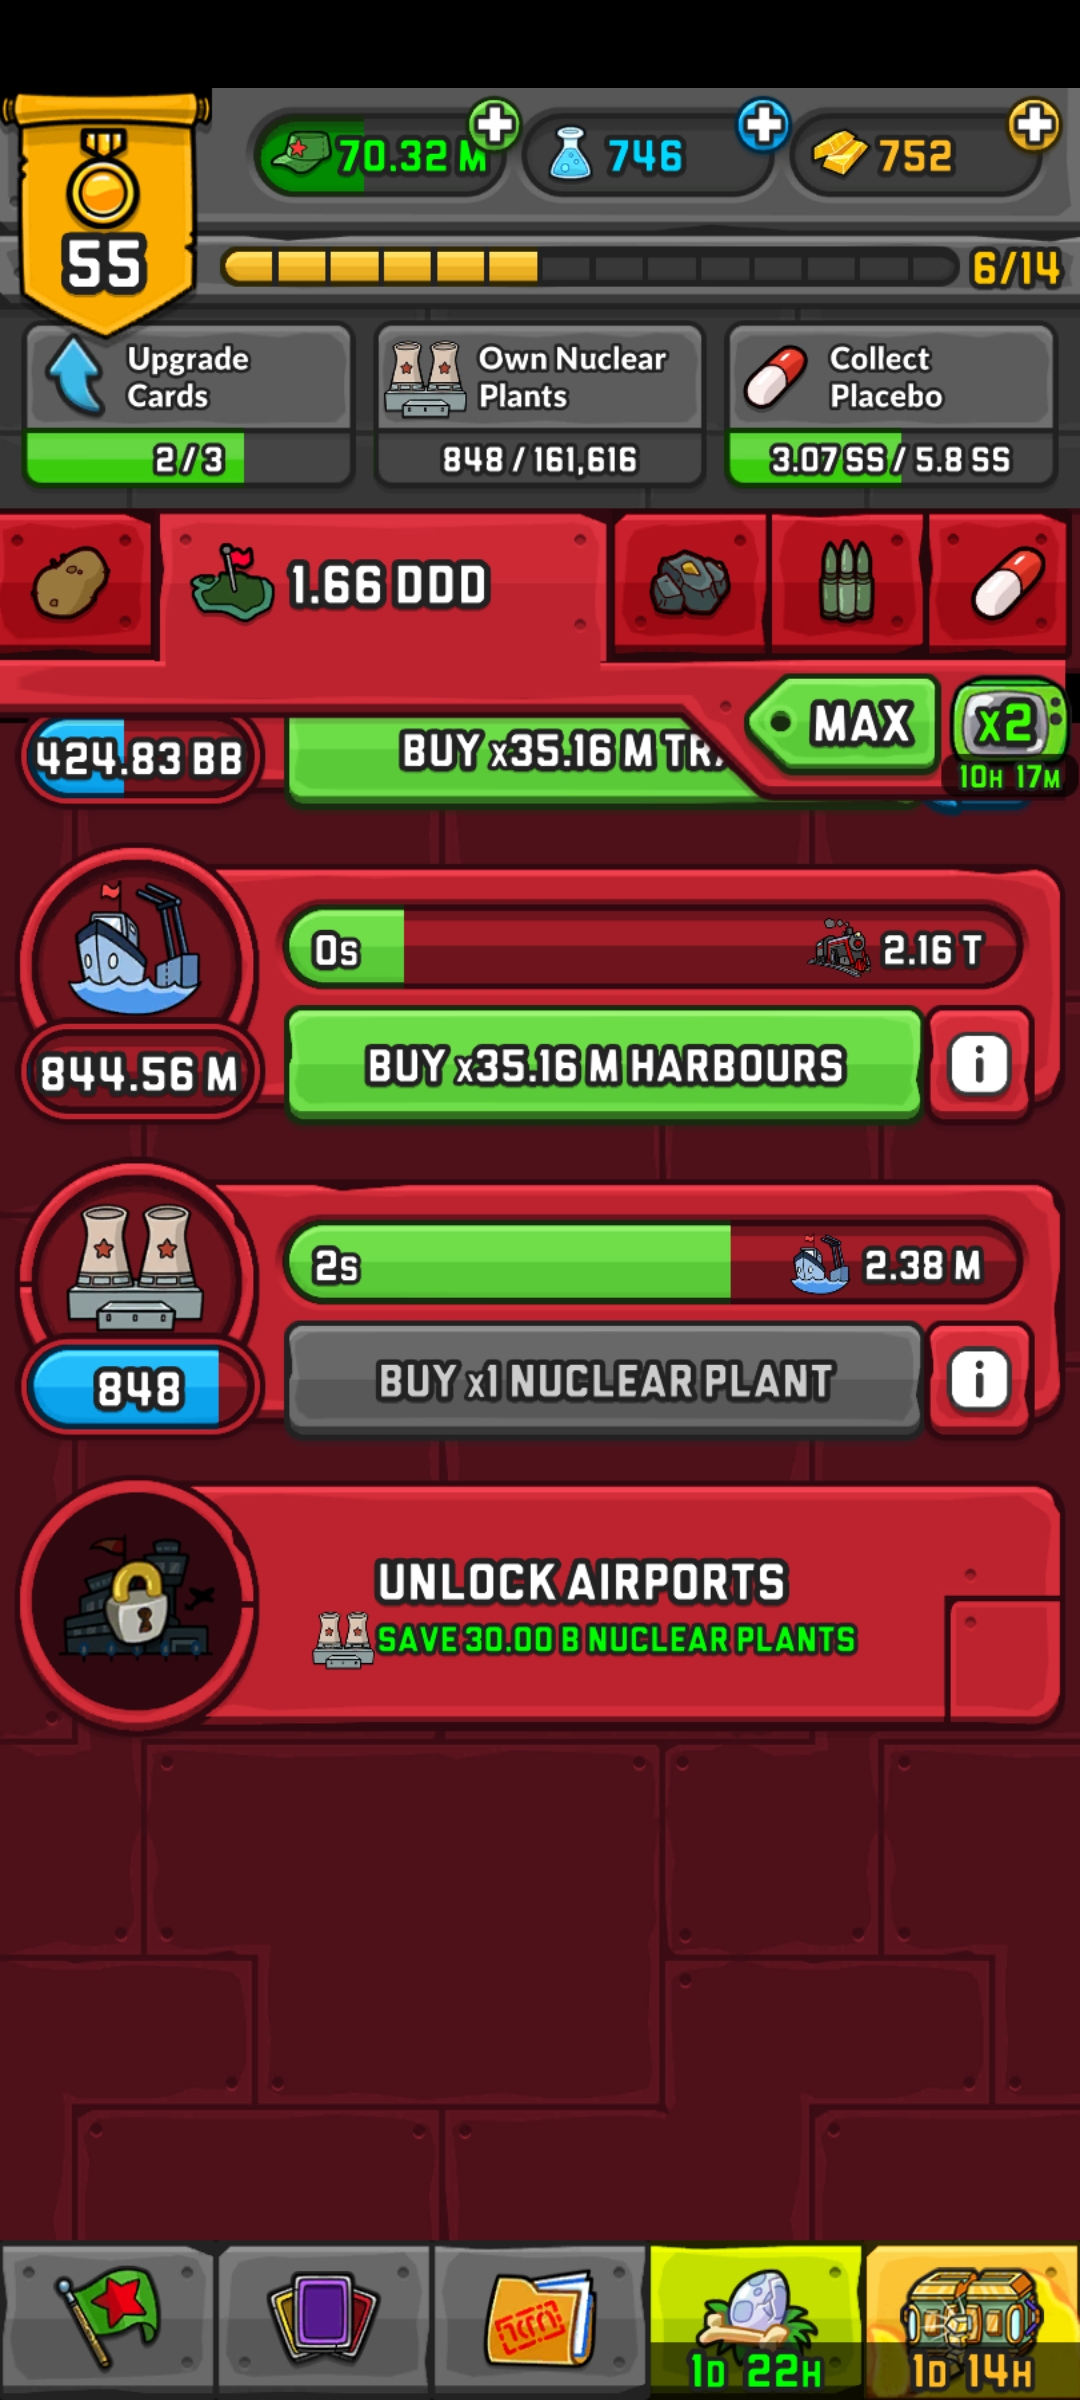 70.32 M
746
752
55
6/14
Upgrade
Cards
2/3
Own Nuclear
Plants
848 / 161,616
Collect
Placebo
3.07 SS / 5.8 SS
1.66 DDD
MAX
x2
10H 17M
424.83 BB
BUY x35.16 M
0s
2.16 T
844.56 M
BUY x35.16 M HARBOURS
i
2s
2.38 M
848
BUY x1 NUCLEAR PLANT
i
UNLOCK AIRPORTS
SAVE 30.00 B NUCLEAR PLANTS
1D 22H
1D 14H